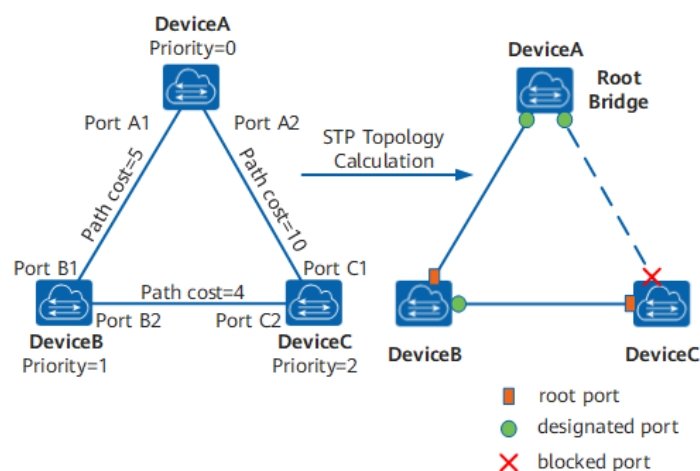 DeviceA
Priority=0
Port A1
Port A2
Path cost=5
Path cost=10
Port B1
Port C1
Path cost=4
Port B2
Port C2
DeviceB
Priority=1
DeviceC
Priority=2
STP Topology
Calculation
DeviceA
Root
Bridge
DeviceB
DeviceC
root port
designated port
blocked port